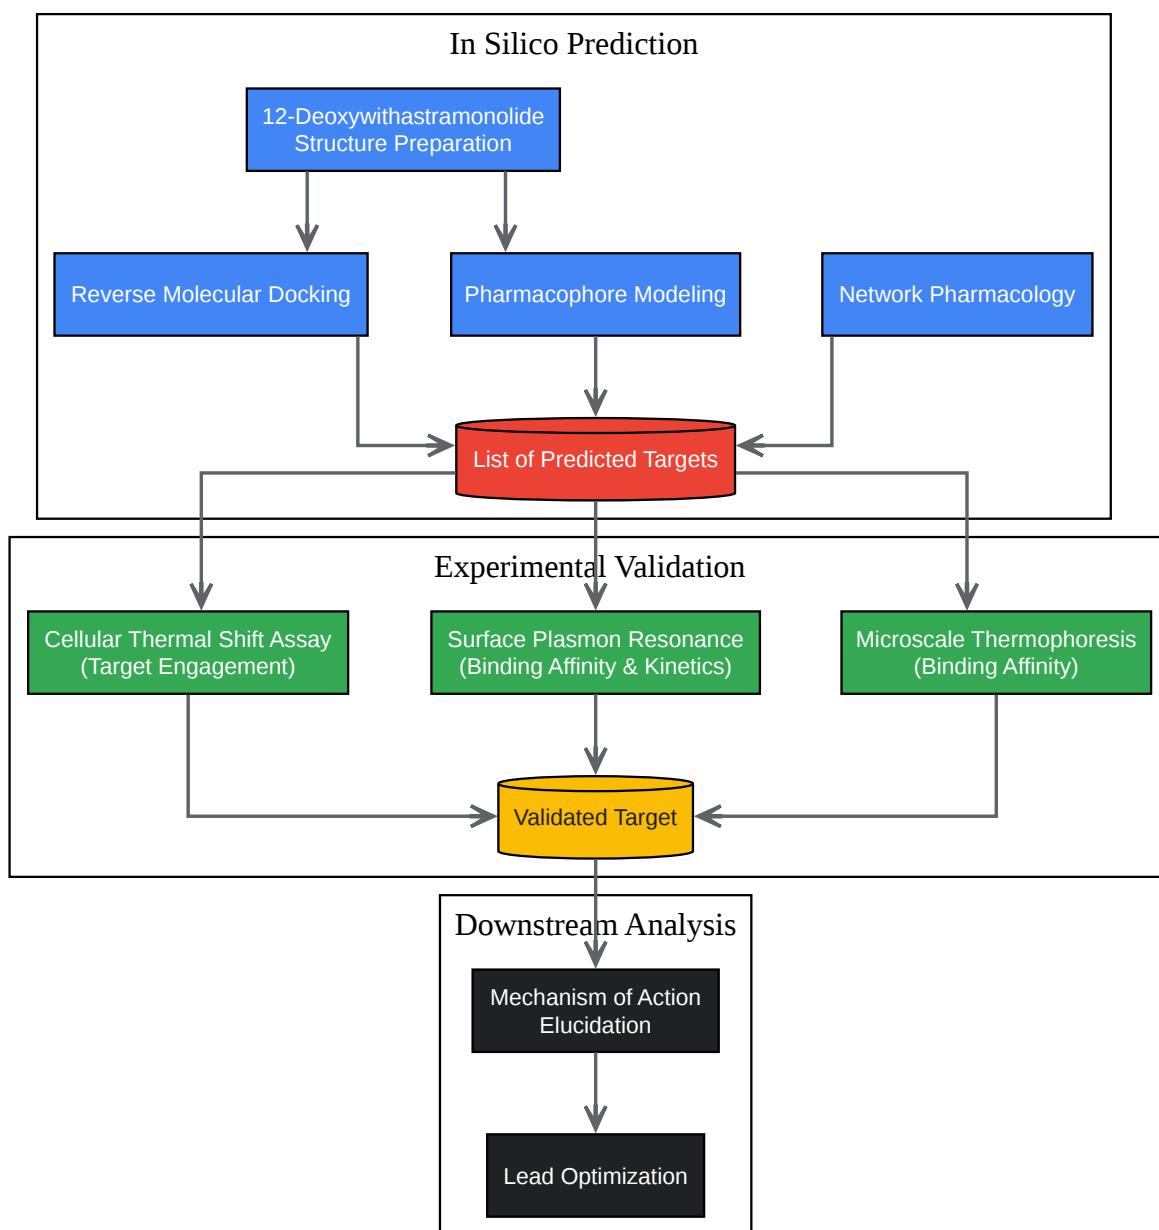 In Silico Prediction
12-Deoxywithastramonolide
Structure Preparation
Reverse Molecular Docking
Pharmacophore Modeling
Network Pharmacology
List of Predicted Targets
Experimental Validation
Cellular Thermal Shift Assay
(Target Engagement)
Surface Plasmon Resonance
(Binding Affinity & Kinetics)
Microscale Thermophoresis
(Binding Affinity)
Validated Target
Downstream Analysis
Mechanism of Action
Elucidation
Lead Optimization